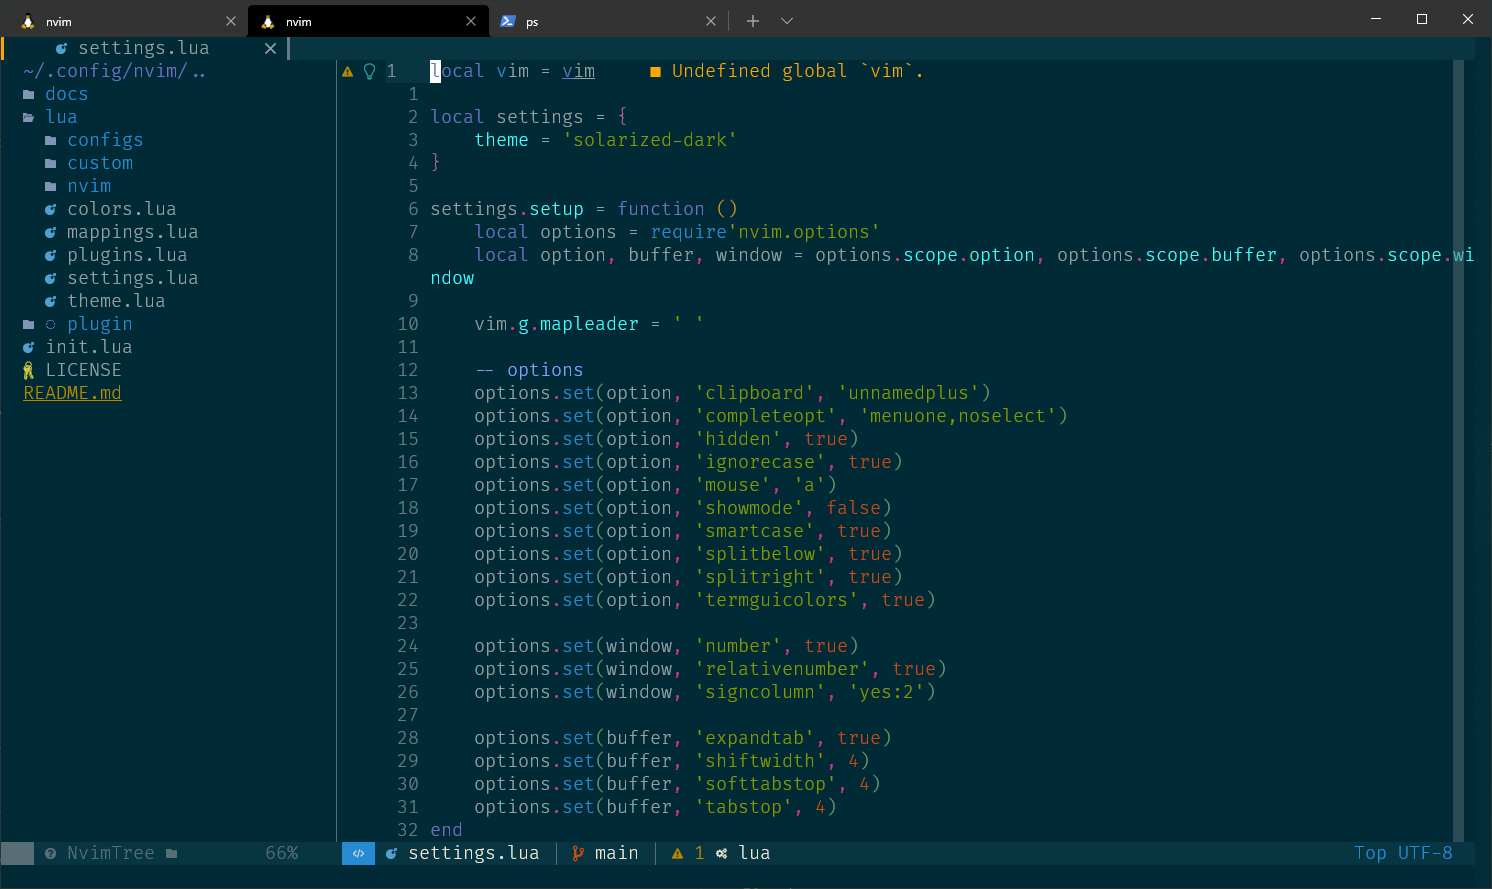 nvim
nvim
ps
settings.lua
~/.config/nvim/..
docs
lua
configs
custom
nvim
colors.lua
mappings.lua
plugins.lua
settings.lua
theme.lua
plugin
init.lua
LICENSE
README.md
1 local vim = vim ■ Undefined global `vim`.
1
2 local settings = {
3     theme = 'solarized-dark'
4 }
5
6 settings.setup = function ()
7     local options = require'nvim.options'
8     local option, buffer, window = options.scope.option, options.scope.buffer, options.scope.wi
ndow
9
10     vim.g.mapleader = ' '
11
12     -- options
13     options.set(option, 'clipboard', 'unnamedplus')
14     options.set(option, 'completeopt', 'menuone,noselect')
15     options.set(option, 'hidden', true)
16     options.set(option, 'ignorecase', true)
17     options.set(option, 'mouse', 'a')
18     options.set(option, 'showmode', false)
19     options.set(option, 'smartcase', true)
20     options.set(option, 'splitbelow', true)
21     options.set(option, 'splitright', true)
22     options.set(option, 'termguicolors', true)
23
24     options.set(window, 'number', true)
25     options.set(window, 'relativenumber', true)
26     options.set(window, 'signcolumn', 'yes:2')
27
28     options.set(buffer, 'expandtab', true)
29     options.set(buffer, 'shiftwidth', 4)
30     options.set(buffer, 'softtabstop', 4)
31     options.set(buffer, 'tabstop', 4)
32 end
NvimTree 66%
settings.lua main 1 lua Top UTF-8